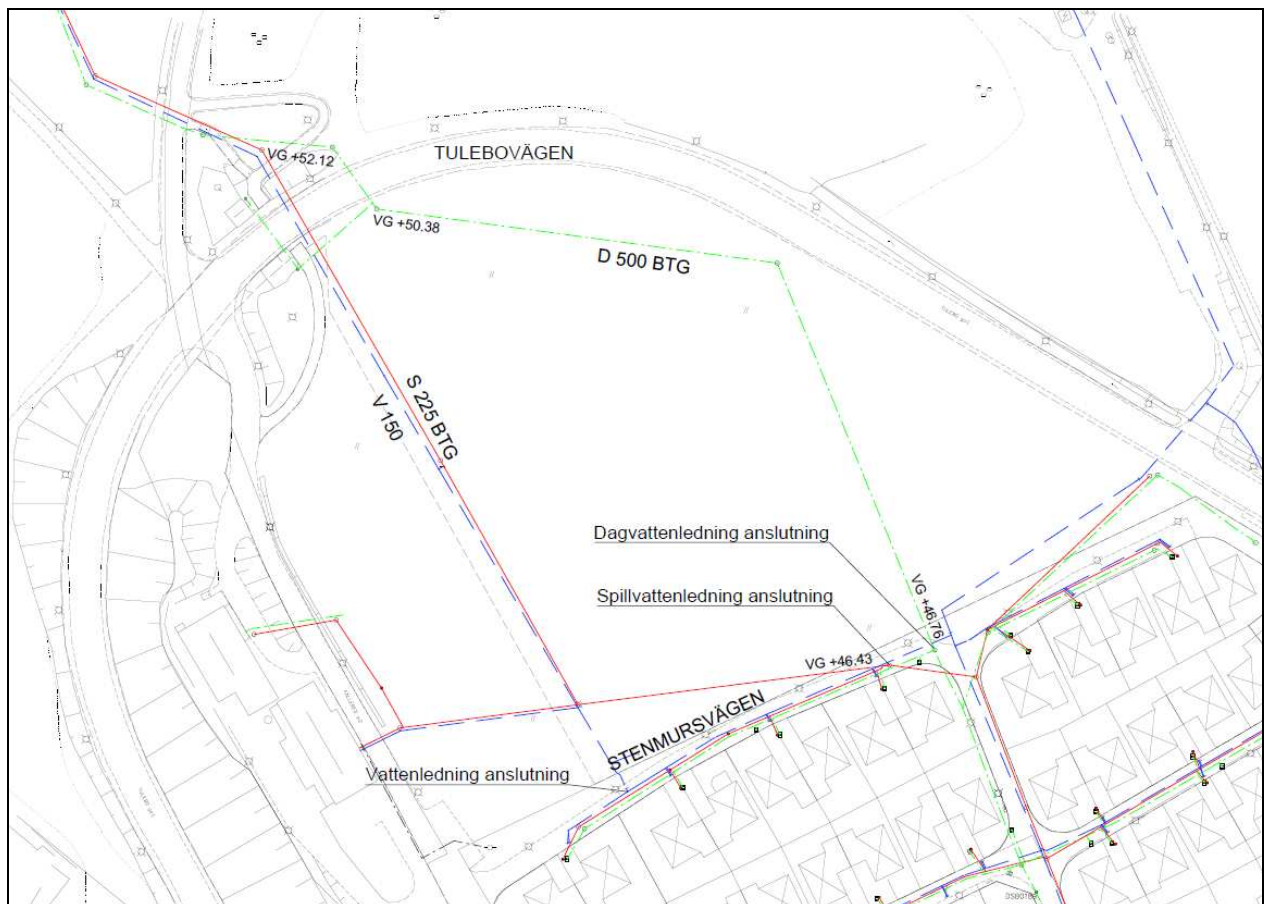 TULEBOVÄGEN
VG +52.12
VG +50.38
D 500 BTG
S 225 BTG
V 150
Dagvattenledning anslutning
Spillvattenledning anslutning
VG +46.76
VG +46.43
STENMURSVÄGEN
Vattenledning anslutning